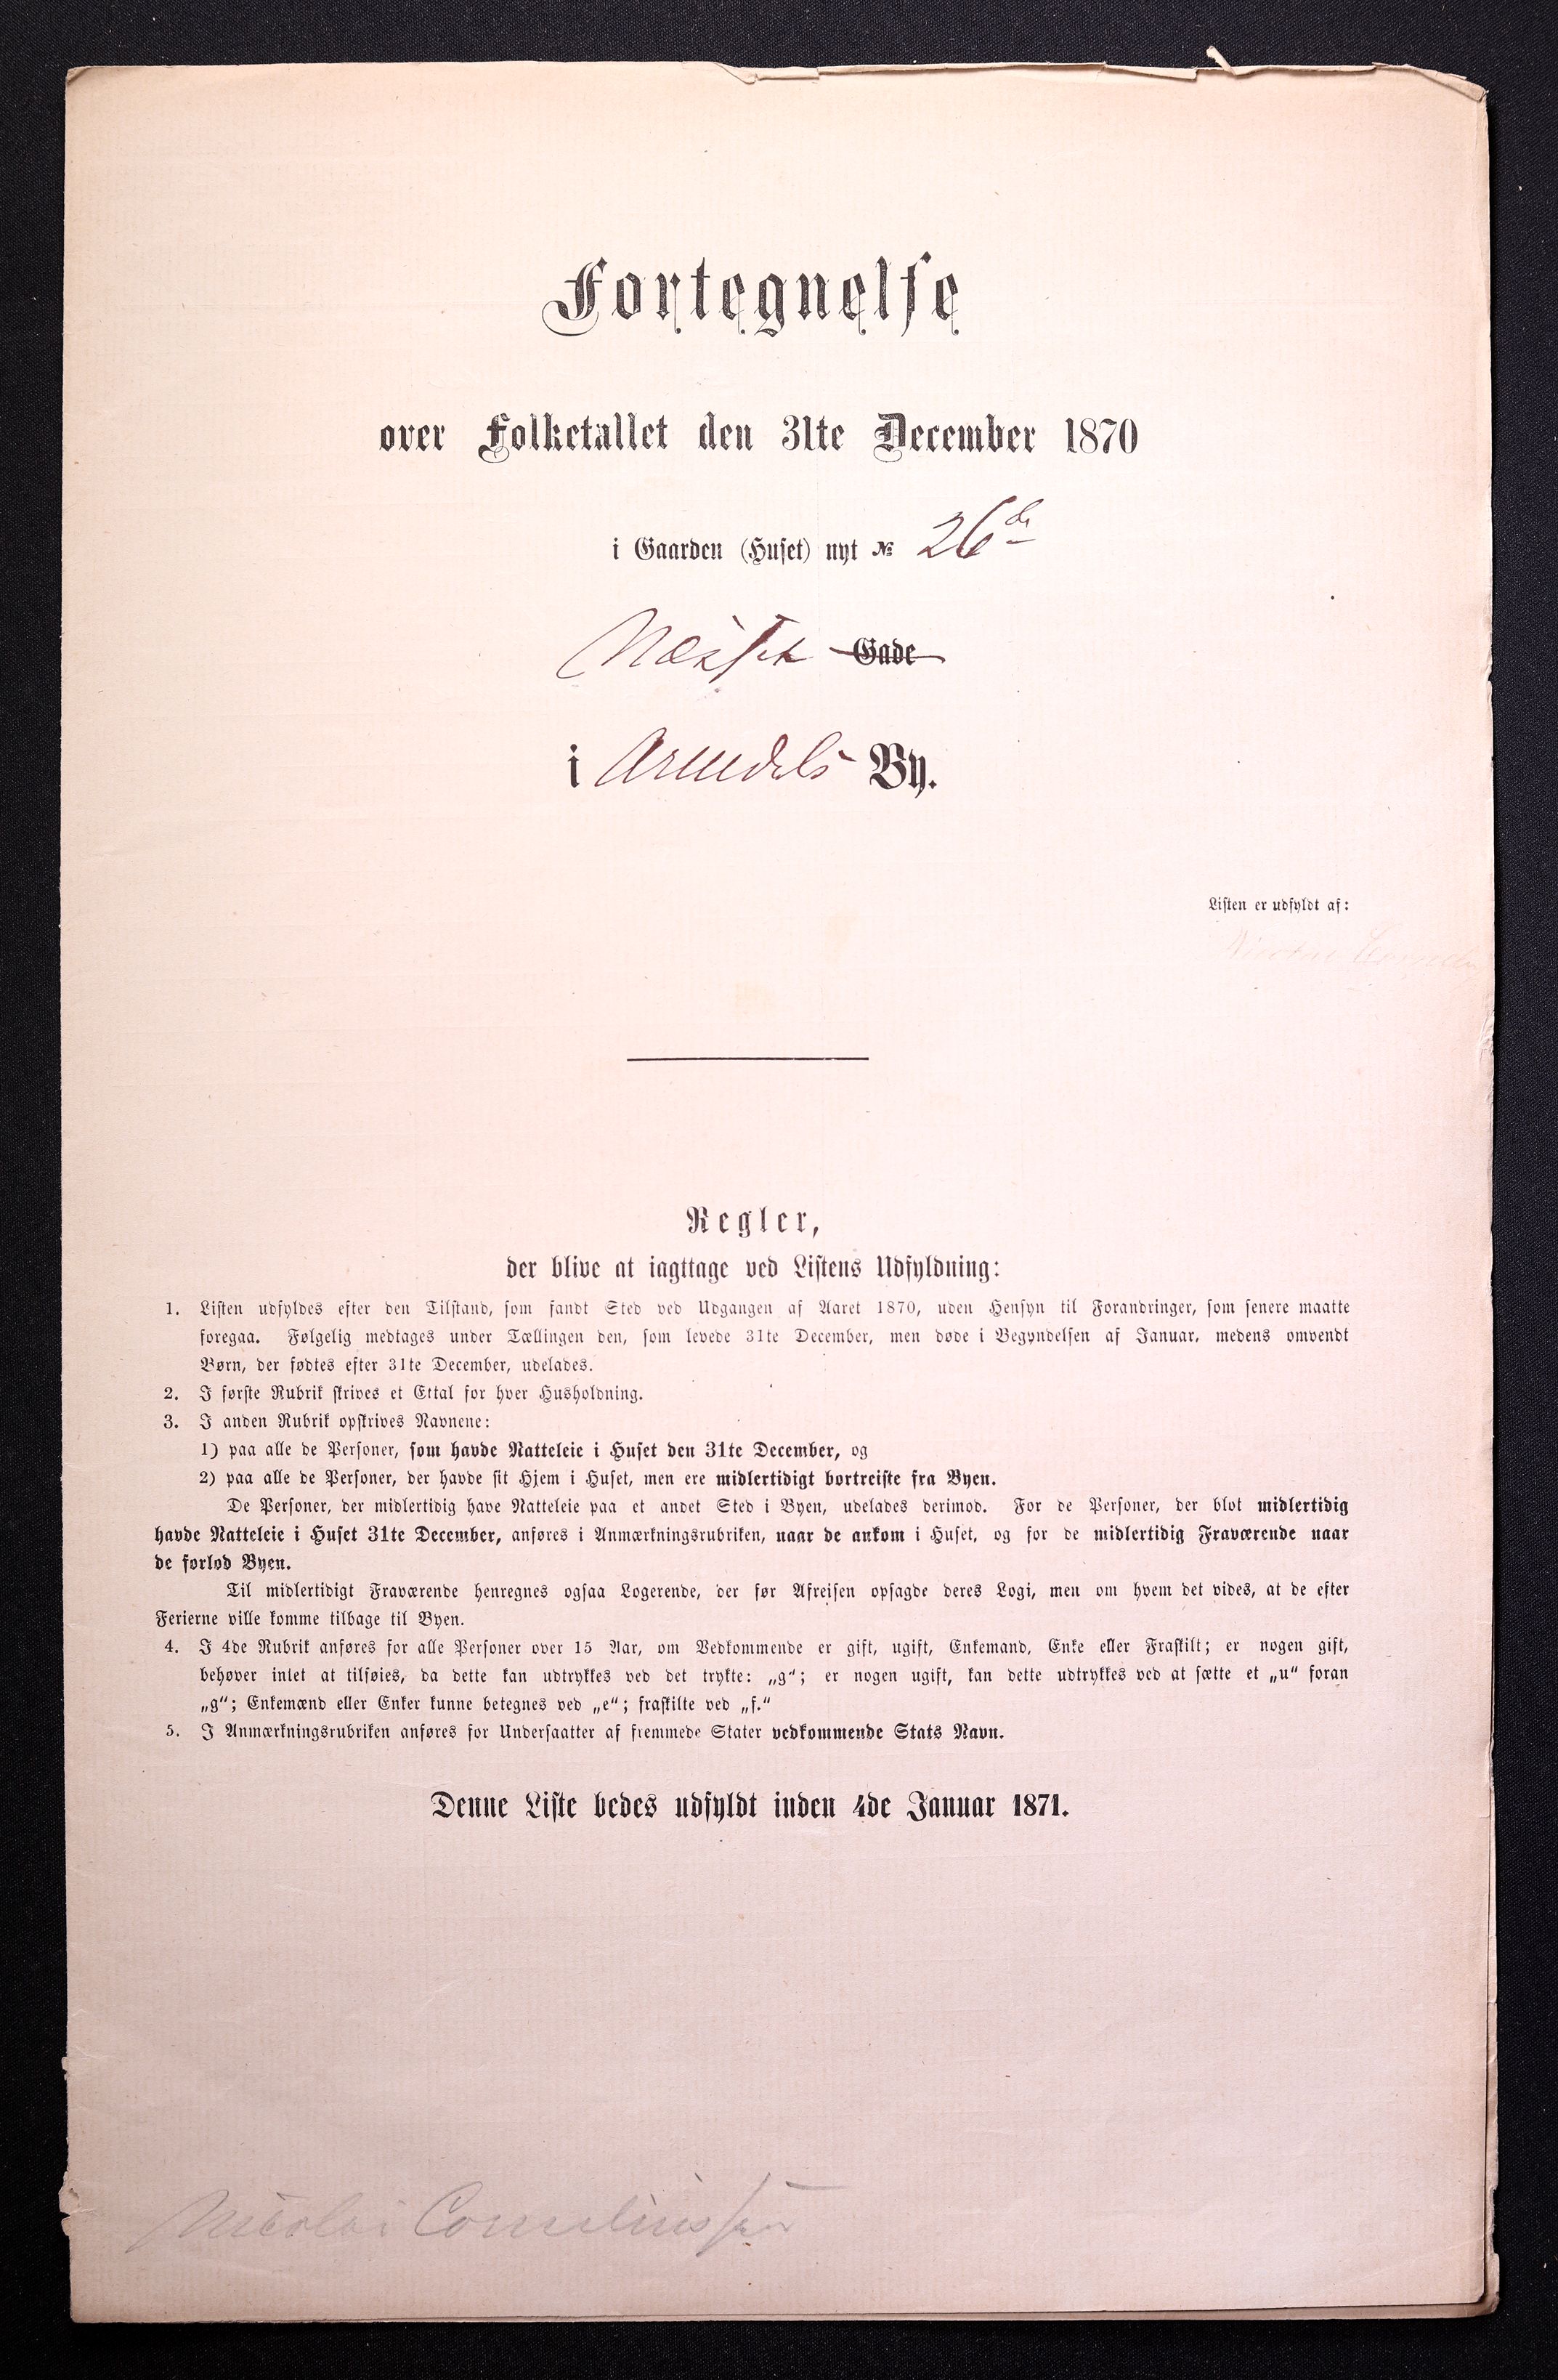 Fortegnelse
over Folketallet den 31te December 1870
i Gaarden (Huset) nyt № 26
Gade
i Arendals By.
Listen er udfyldt af:
Regler,
der blive at iagttage ved Listens Udfyldning:
1. Listen udfyldes efter den Tilstand, som fandt Sted ved Udgangen af Aaret 1870, uden Hensyn til Forandringer, som senere maatte
foregaa. Følgelig medtages under Tællingen den, som levede 31te December, men døde i Begyndelsen af Januar, medens omvendt
Børn, der fødtes efter 31te December, udelades.
2. I første Rubrik skrives et Ettal for hver Husholdning.
3. I anden Rubrik opskrives Navnene:
1) paa alle de Personer, som havde Natteleie i Huset den 31te December, og
2) paa alle de Personer, der havde sit Hjem i Huset, men ere midlertidigt bortreiste fra Byen.
De Personer, der midlertidig have Natteleie paa et andet Sted i Byen, udelades derimod. For de Personer, der blot midlertidig
havde Natteleie i Huset 31te December, anføres i Anmærkningsrubriken, naar de ankom i Huset, og for de midlertidig Fraværende naar
de forlod Byen.
Til midlertidigt Fraværende henregnes ogsaa Logerende, der før Afreisen opsagde deres Logi, men om hvem det vides, at de efter
Ferierne ville komme tilbage til Byen.
4. I 4de Rubrik anføres for alle Personer over 15 Aar, om Vedkommende er gift, ugift, Enkemand, Enke eller Fraskilt; er nogen gift,
behøver intet at tilføies, da dette kan udtrykkes ved det trykte: „g“; er nogen ugift, kan dette udtrykkes ved at sætte et „u“ foran
„g“; Enkemænd eller Enker kunne betegnes ved „e“; fraskilte ved „f.“
5. I Anmærkningsrubriken anføres for Undersaatter af fremmede Stater vedkommende Stats Navn.
Denne Liste bedes udfyldt inden 4de Januar 1871.
Nicolai Corneliussen